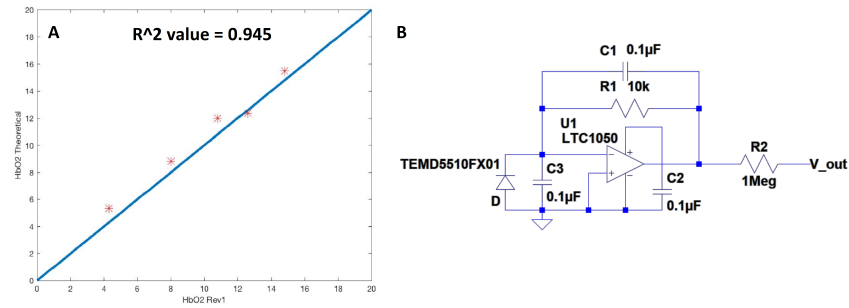 A
R^2 value = 0.945
HbO2 Theoretical
20
18
16
14
12
10
8
6
4
2
0
0 2 4 6 8 10 12 14 16 18 20
HbO2 Rev1
B
C1 0.1µF
R1 10k
U1
LTC1050
TEMD5510FX01
D
C3
0.1µF
C2
0.1µF
R2
1Meg
V_out